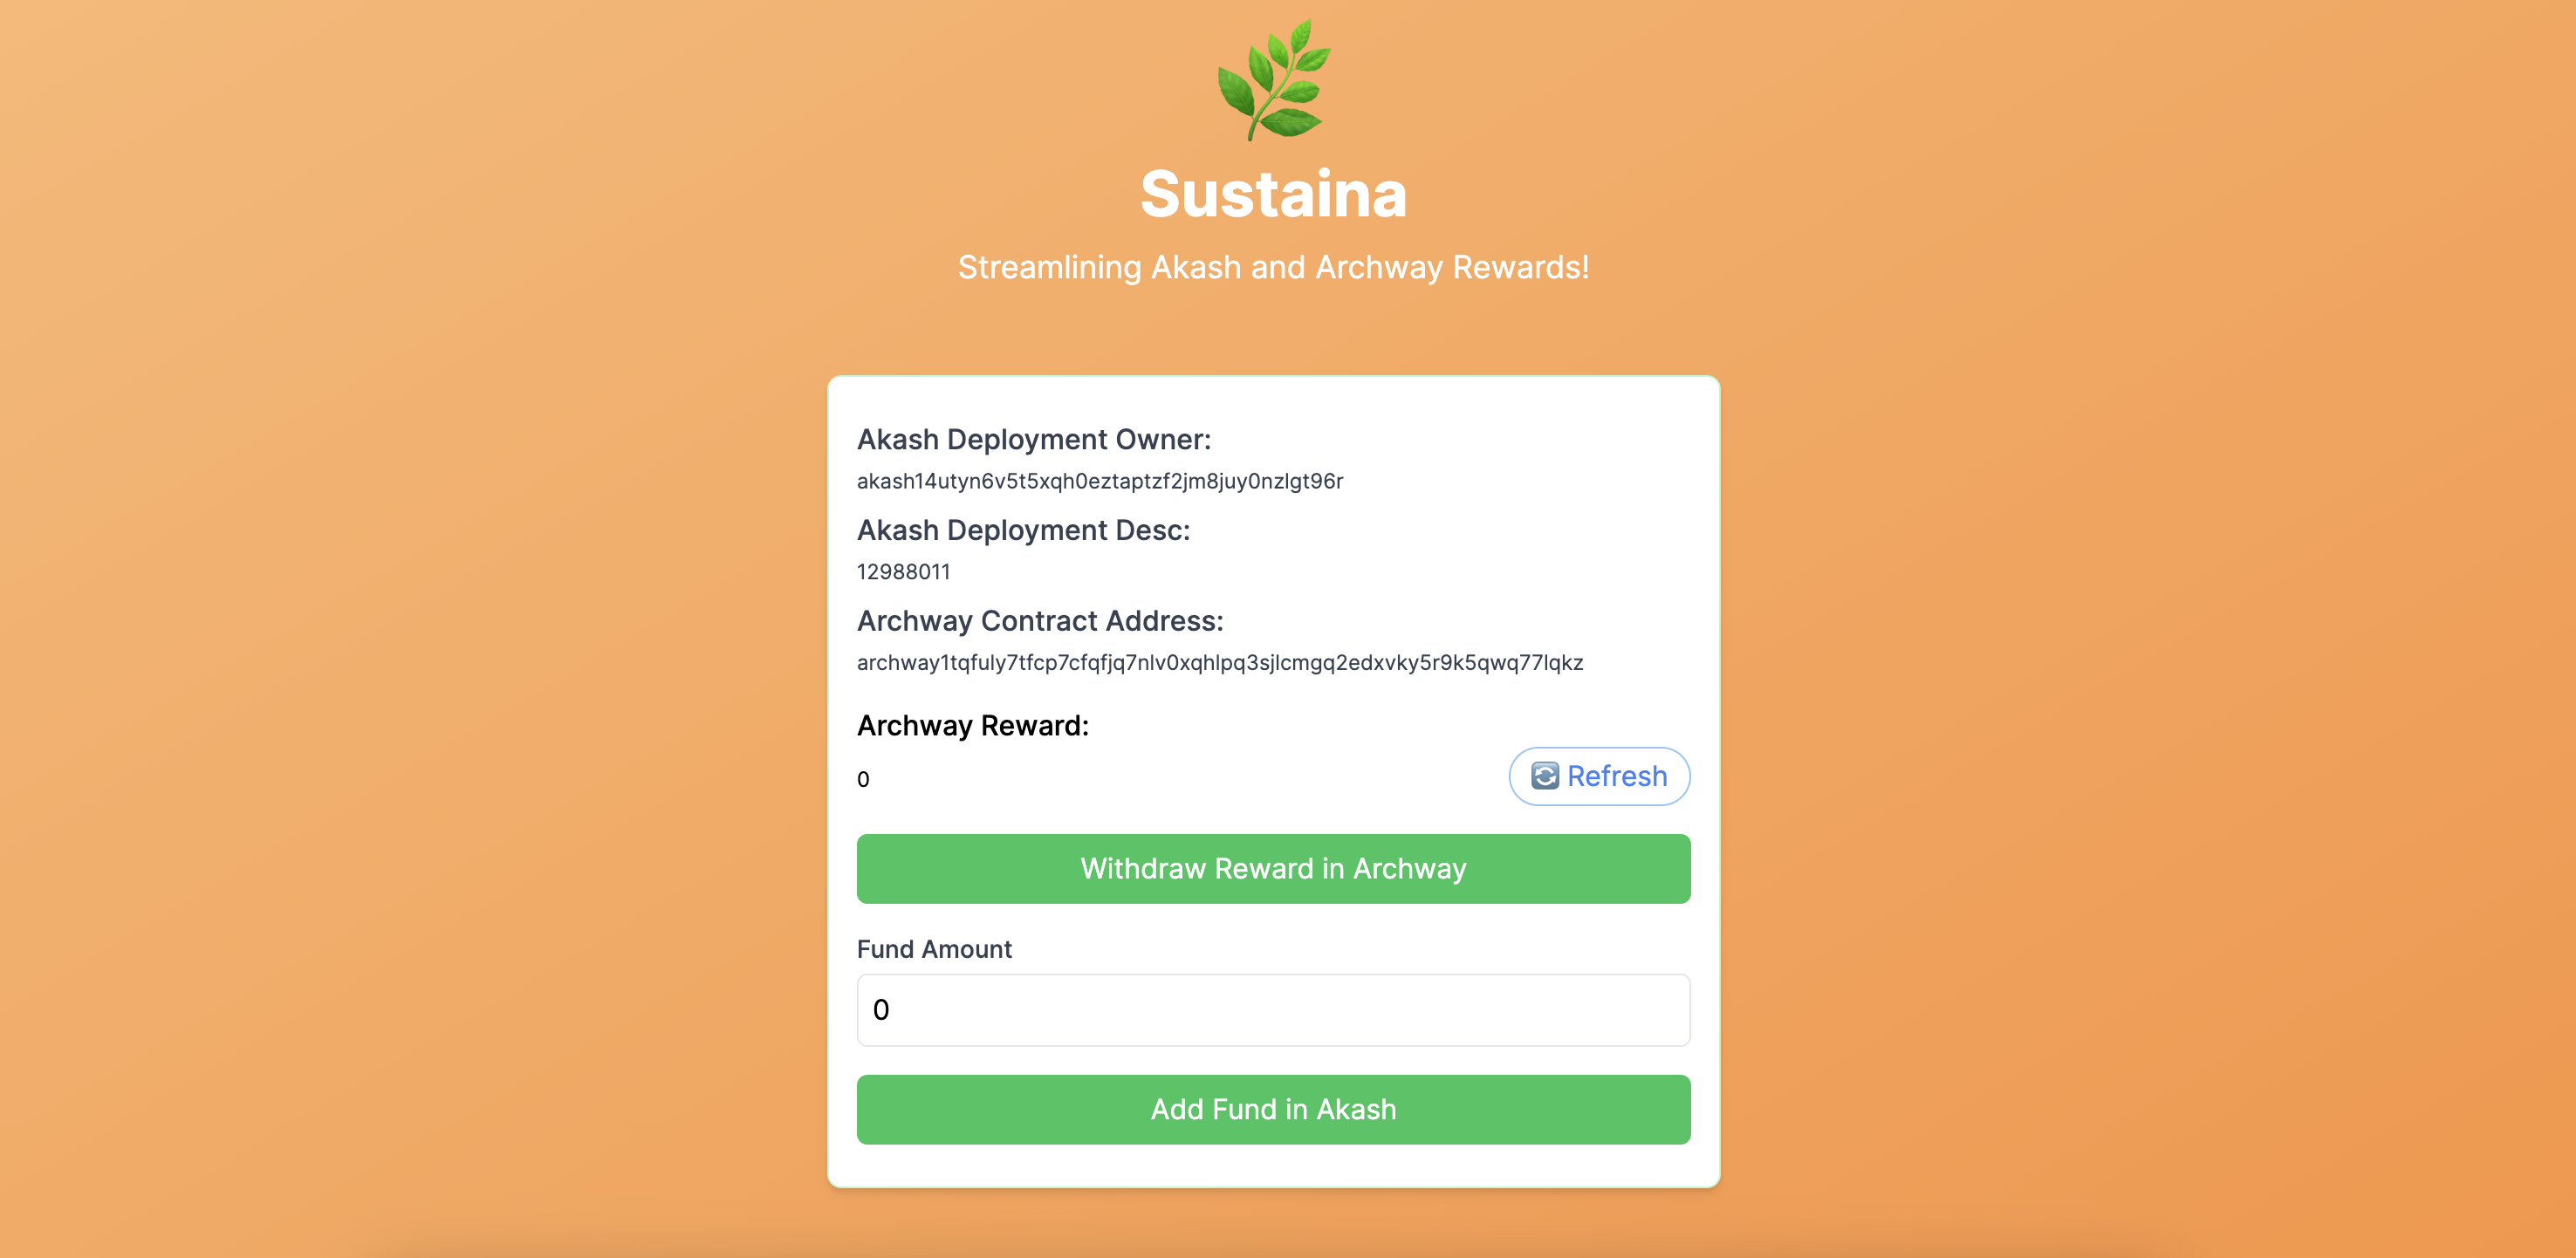 Sustaina
Streamlining Akash and Archway Rewards!
Akash Deployment Owner:
akash14utyn6v5t5xqh0eztaptzf2jm8juy0nzlgt96r
Akash Deployment Desc:
12988011
Archway Contract Address:
archway1tqfuly7tfcp7cfqfjq7nlv0xqhlpq3sjlcmgq2edxvky5r9k5qwq77lqkz
Archway Reward:
0
Refresh
Withdraw Reward in Archway
Fund Amount
0
Add Fund in Akash